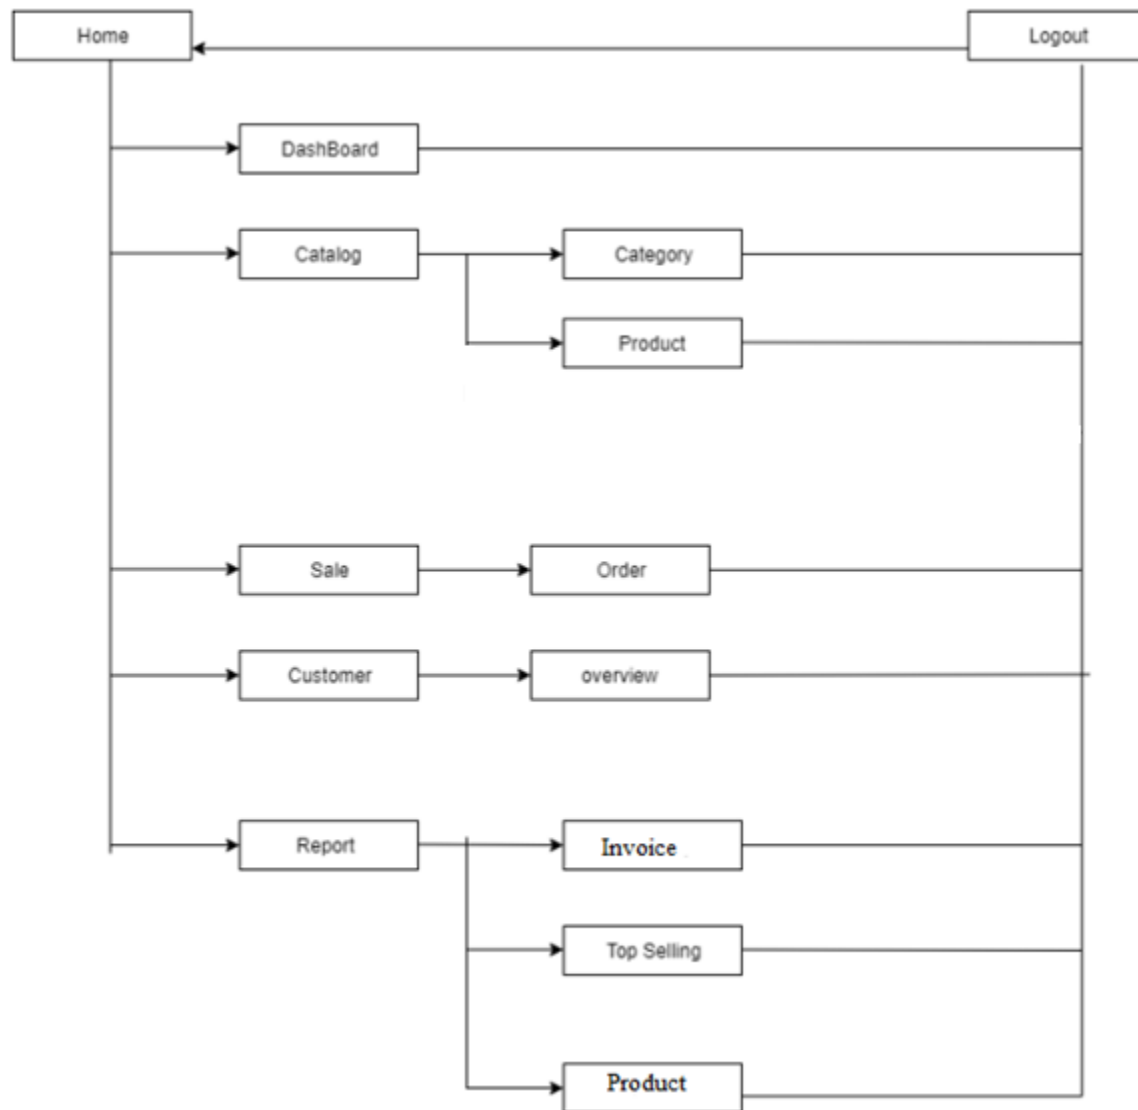 Home
Logout
DashBoard
Catalog
Category
Product
Sale
Order
Customer
overview
Report
Invoice
Top Selling
Product